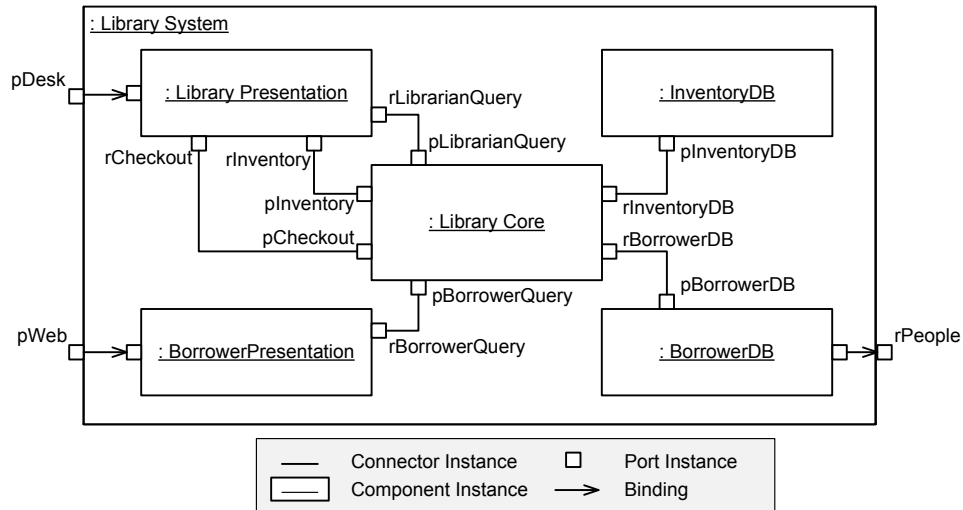 : Library System
pDesk
: Library Presentation
rLibrarianQuery
: InventoryDB
rCheckout
rInventory
pLibrarianQuery
pInventoryDB
pInventory
: Library Core
rInventoryDB
pCheckout
rBorrowerDB
pBorrowerQuery
pBorrowerDB
pWeb
: BorrowerPresentation
rBorrowerQuery
: BorrowerDB
rPeople
Connector Instance
Port Instance
Component Instance
Binding